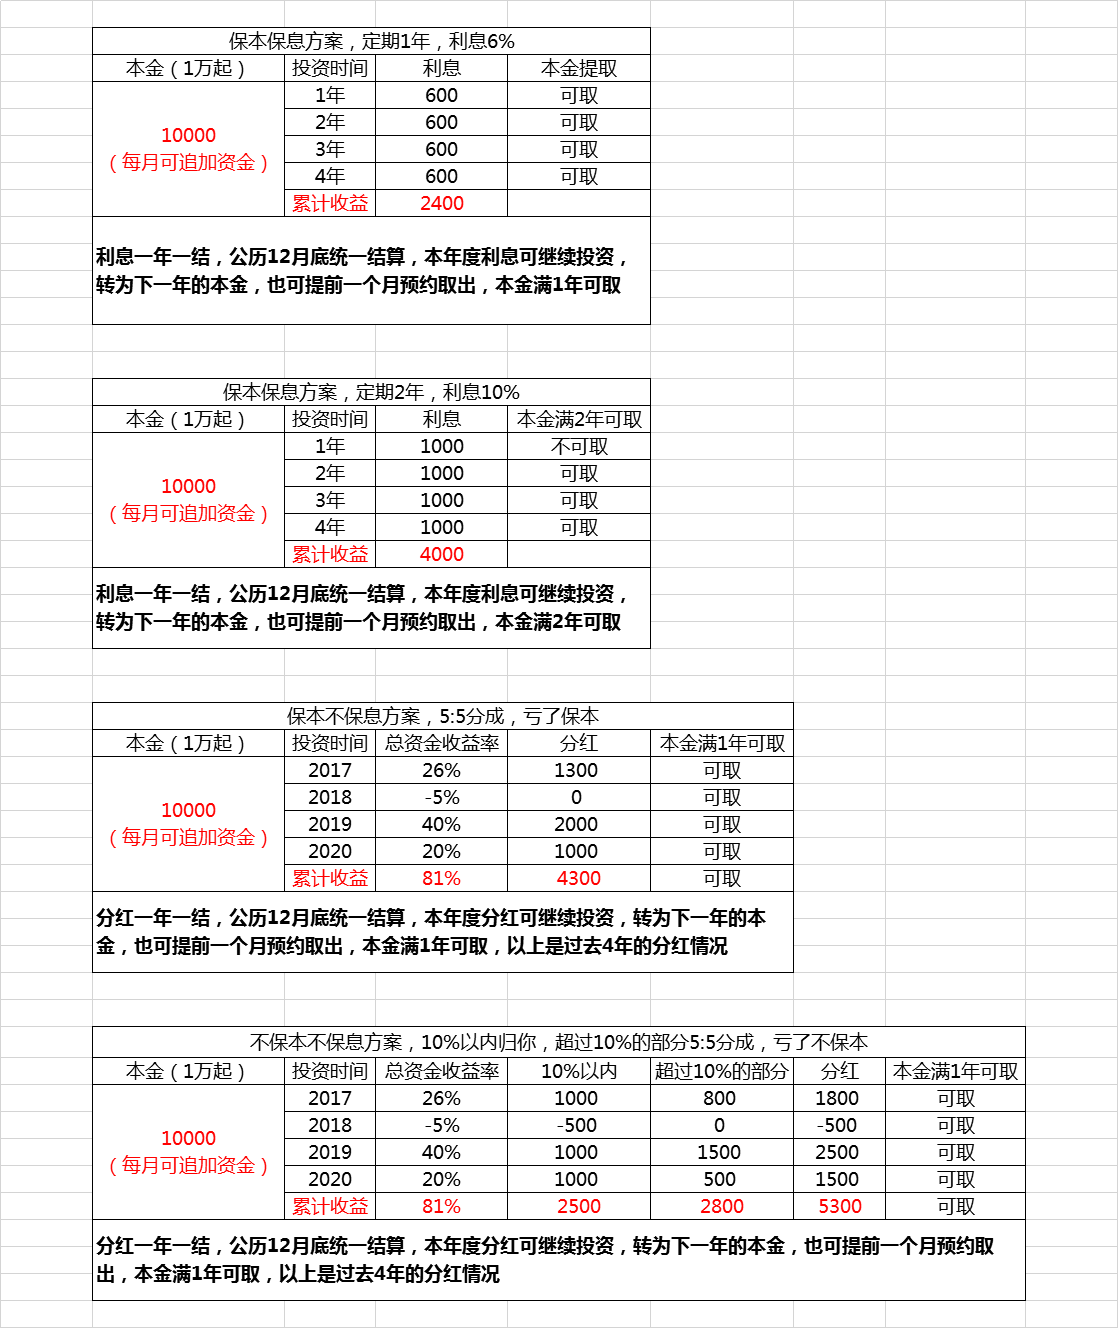 保本保息方案，定期1年，利息6%
本金（1万起） 投资时间 利息 本金提取
10000
（每月可追加资金）
1年 600 可取
2年 600 可取
3年 600 可取
4年 600 可取
累计收益 2400
利息一年一结，公历12月底统一结算，本年度利息可继续投资，
转为下一年的本金，也可提前一个月预约取出，本金满1年可取
保本保息方案，定期2年，利息10%
本金（1万起） 投资时间 利息 本金满2年可取
10000
（每月可追加资金）
1年 1000 不可取
2年 1000 可取
3年 1000 可取
4年 1000 可取
累计收益 4000
利息一年一结，公历12月底统一结算，本年度利息可继续投资，
转为下一年的本金，也可提前一个月预约取出，本金满2年可取
保本不保息方案，5:5分成，亏了保本
本金（1万起） 投资时间 总资金收益率 分红 本金满1年可取
10000
（每月可追加资金）
2017 26% 1300 可取
2018 -5% 0 可取
2019 40% 2000 可取
2020 20% 1000 可取
累计收益 81% 4300 可取
分红一年一结，公历12月底统一结算，本年度分红可继续投资，转为下一年的本
金，也可提前一个月预约取出，本金满1年可取，以上是过去4年的分红情况
不保本不保息方案，10%以内归你，超过10%的部分5:5分成，亏了不保本
本金（1万起） 投资时间 总资金收益率 10%以内 超过10%的部分 分红 本金满1年可取
10000
（每月可追加资金）
2017 26% 1000 800 1800 可取
2018 -5% -500 0 -500 可取
2019 40% 1000 1500 2500 可取
2020 20% 1000 500 1500 可取
累计收益 81% 2500 2800 5300 可取
分红一年一结，公历12月底统一结算，本年度分红可继续投资，转为下一年的本金，也可提前一个月预约取
出，本金满1年可取，以上是过去4年的分红情况